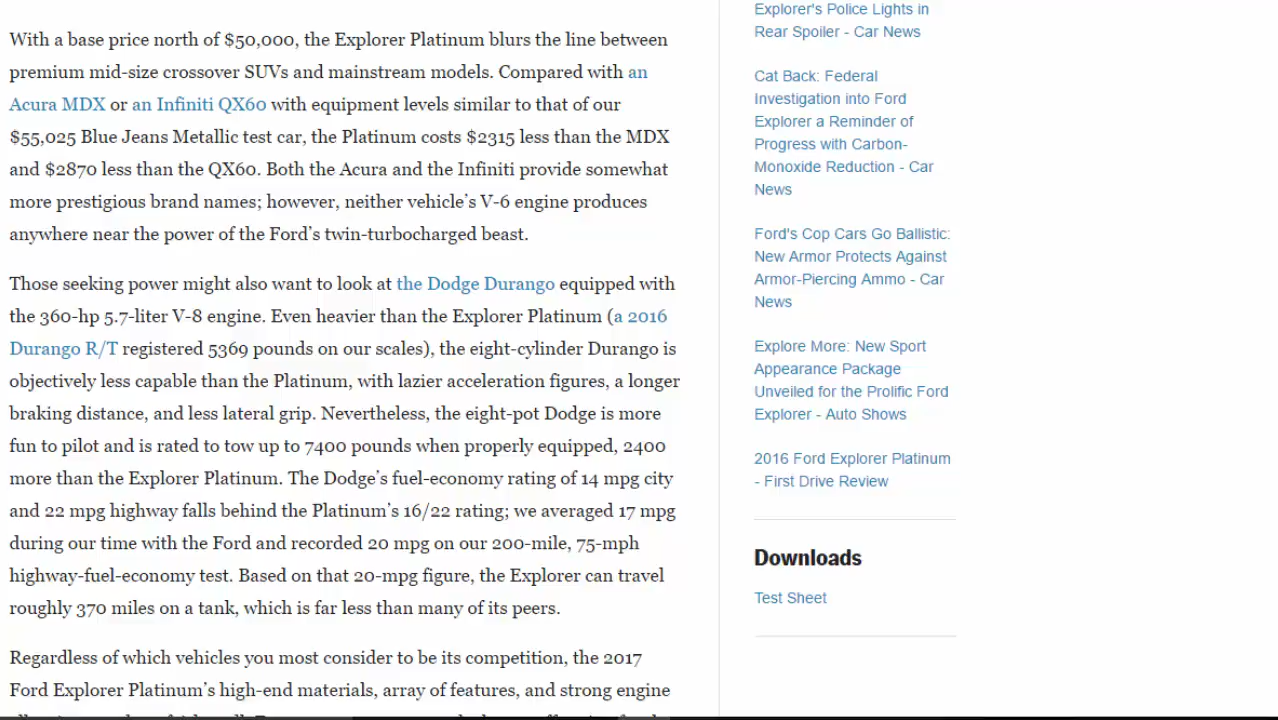 With a base price north of $50,000, the Explorer Platinum blurs the line between
premium mid-size crossover SUVs and mainstream models. Compared with an
Acura MDX or an Infiniti QX60 with equipment levels similar to that of our
$55,025 Blue Jeans Metallic test car, the Platinum costs $2315 less than the MDX
and $2870 less than the QX60. Both the Acura and the Infiniti provide somewhat
more prestigious brand names; however, neither vehicle's V-6 engine produces
anywhere near the power of the Ford's twin-turbocharged beast.
Those seeking power might also want to look at the Dodge Durango equipped with
the 360-hp 5.7-liter V-8 engine. Even heavier than the Explorer Platinum (a 2016
Durango R/T registered 5369 pounds on our scales), the eight-cylinder Durango is
objectively less capable than the Platinum, with lazier acceleration figures, a longer
braking distance, and less lateral grip. Nevertheless, the eight-pot Dodge is more
fun to pilot and is rated to tow up to 7400 pounds when properly equipped, 2400
more than the Explorer Platinum. The Dodge's fuel-economy rating of 14 mpg city
and 22 mpg highway falls behind the Platinum's 16/22 rating; we averaged 17 mpg
during our time with the Ford and recorded 20 mpg on our 200-mile, 75-mph
highway-fuel-economy test. Based on that 20-mpg figure, the Explorer can travel
roughly 370 miles on a tank, which is far less than many of its peers.
Regardless of which vehicles you most consider to be its competition, the 2017
Ford Explorer Platinum's high-end materials, array of features, and strong engine
Explorer's Police Lights in
Rear Spoiler - Car News
Cat Back: Federal
Investigation into Ford
Explorer a Reminder of
Progress with Carbon-
Monoxide Reduction - Car
News
Ford's Cop Cars Go Ballistic:
New Armor Protects Against
Armor-Piercing Ammo - Car
News
Explore More: New Sport
Appearance Package
Unveiled for the Prolific Ford
Explorer - Auto Shows
2016 Ford Explorer Platinum
- First Drive Review
Downloads
Test Sheet